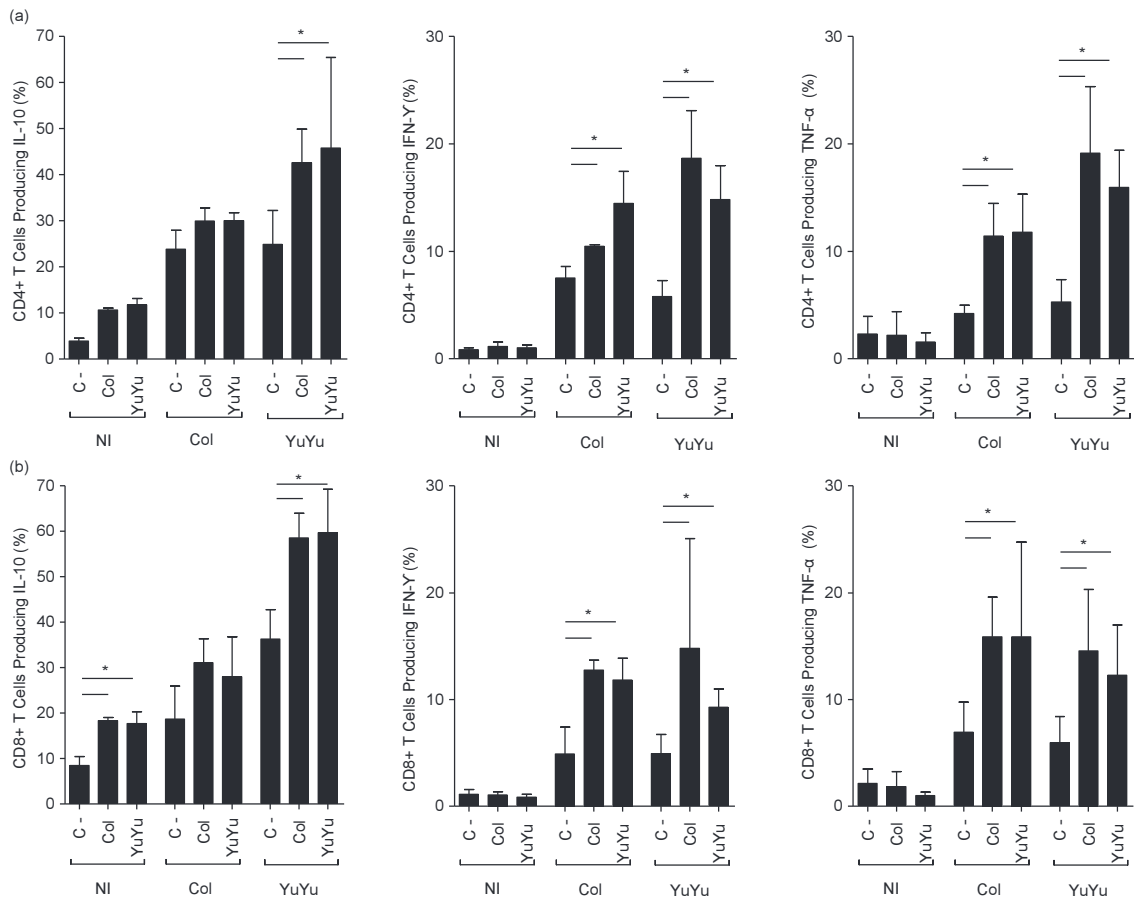 (a)
CD4+ T Cells Producing IL-10 (%)
70
60
50
40
30
20
10
0
*
C -
Col
YuYu
C -
Col
YuYu
C -
Col
YuYu
NI
Col
YuYu
CD4+ T Cells Producing IFN-ϒ (%)
30
20
10
0
*
*
C -
Col
YuYu
C -
Col
YuYu
C -
Col
YuYu
NI
Col
YuYu
CD4+ T Cells Producing TNF-α (%)
30
20
10
0
*
*
C -
Col
YuYu
C -
Col
YuYu
C -
Col
YuYu
NI
Col
YuYu
(b)
CD8+ T Cells Producing IL-10 (%)
70
60
50
40
30
20
10
0
*
*
C -
Col
YuYu
C -
Col
YuYu
C -
Col
YuYu
NI
Col
YuYu
CD8+ T Cells Producing IFN-ϒ (%)
30
20
10
0
*
*
C -
Col
YuYu
C -
Col
YuYu
C -
Col
YuYu
NI
Col
YuYu
CD8+ T Cells Producing TNF-α (%)
30
20
10
0
*
*
C -
Col
YuYu
C -
Col
YuYu
C -
Col
YuYu
NI
Col
YuYu